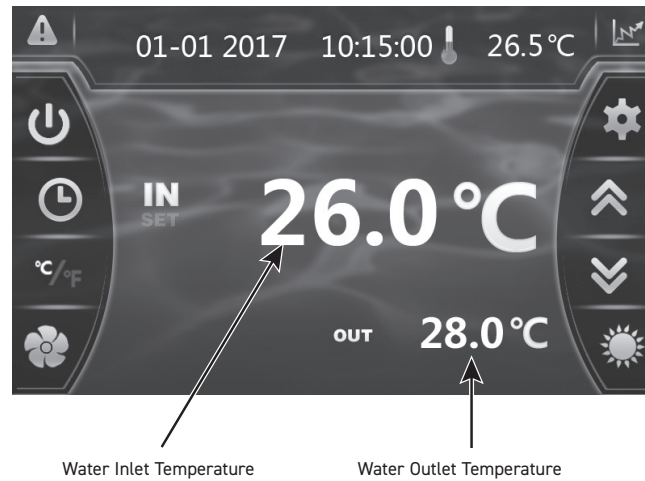 01-01 2017 10:15:00 26.5°C
IN 26.0°C
SET
°C/°F
OUT 28.0°C
Water Inlet Temperature Water Outlet Temperature